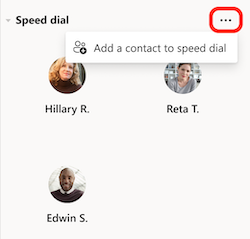 Speed dial
Add a contact to speed dial
Hillary R.
Reta T.
Edwin S.